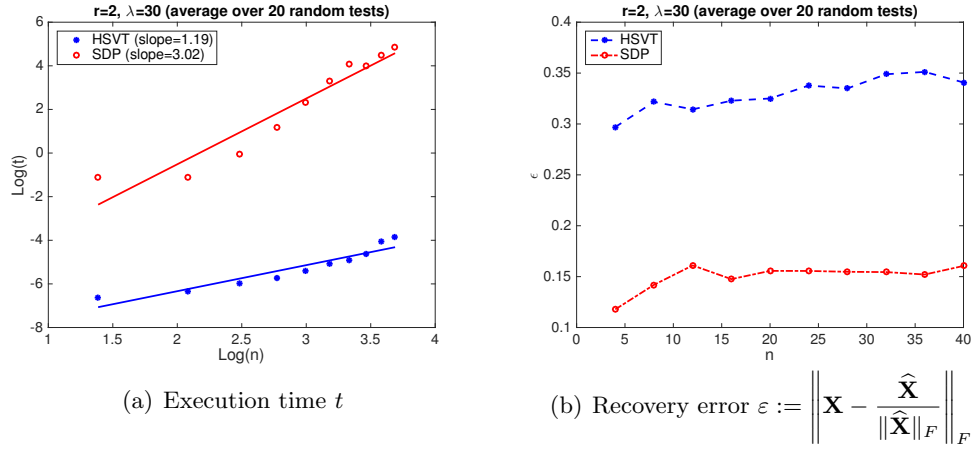 r=2, λ=30 (average over 20 random tests)
HSVT (slope=1.19)
SDP (slope=3.02)
6
4
2
0
-2
-4
-6
-8
Log(t)
1
1.5
2
2.5
3
3.5
4
Log(n)
(a) Execution time t
r=2, λ=30 (average over 20 random tests)
HSVT
SDP
0.4
0.35
0.3
0.25
0.2
0.15
0.1
ϵ
0
5
10
15
20
25
30
35
40
n
(b) Recovery error ε := ‖X − X̂ / ‖X̂‖_F‖_F